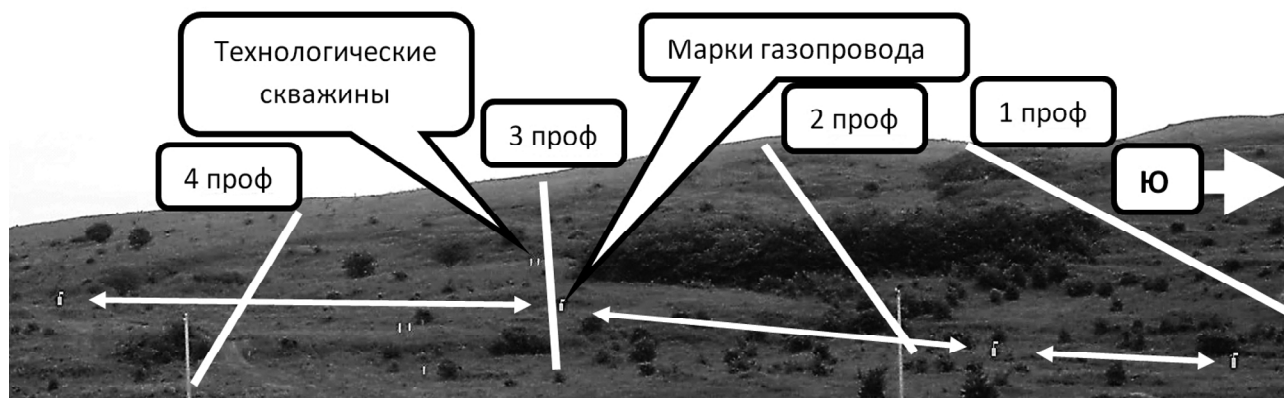 Технологические
скважины
Марки газопровода
3 проф
2 проф
1 проф
4 проф
Ю